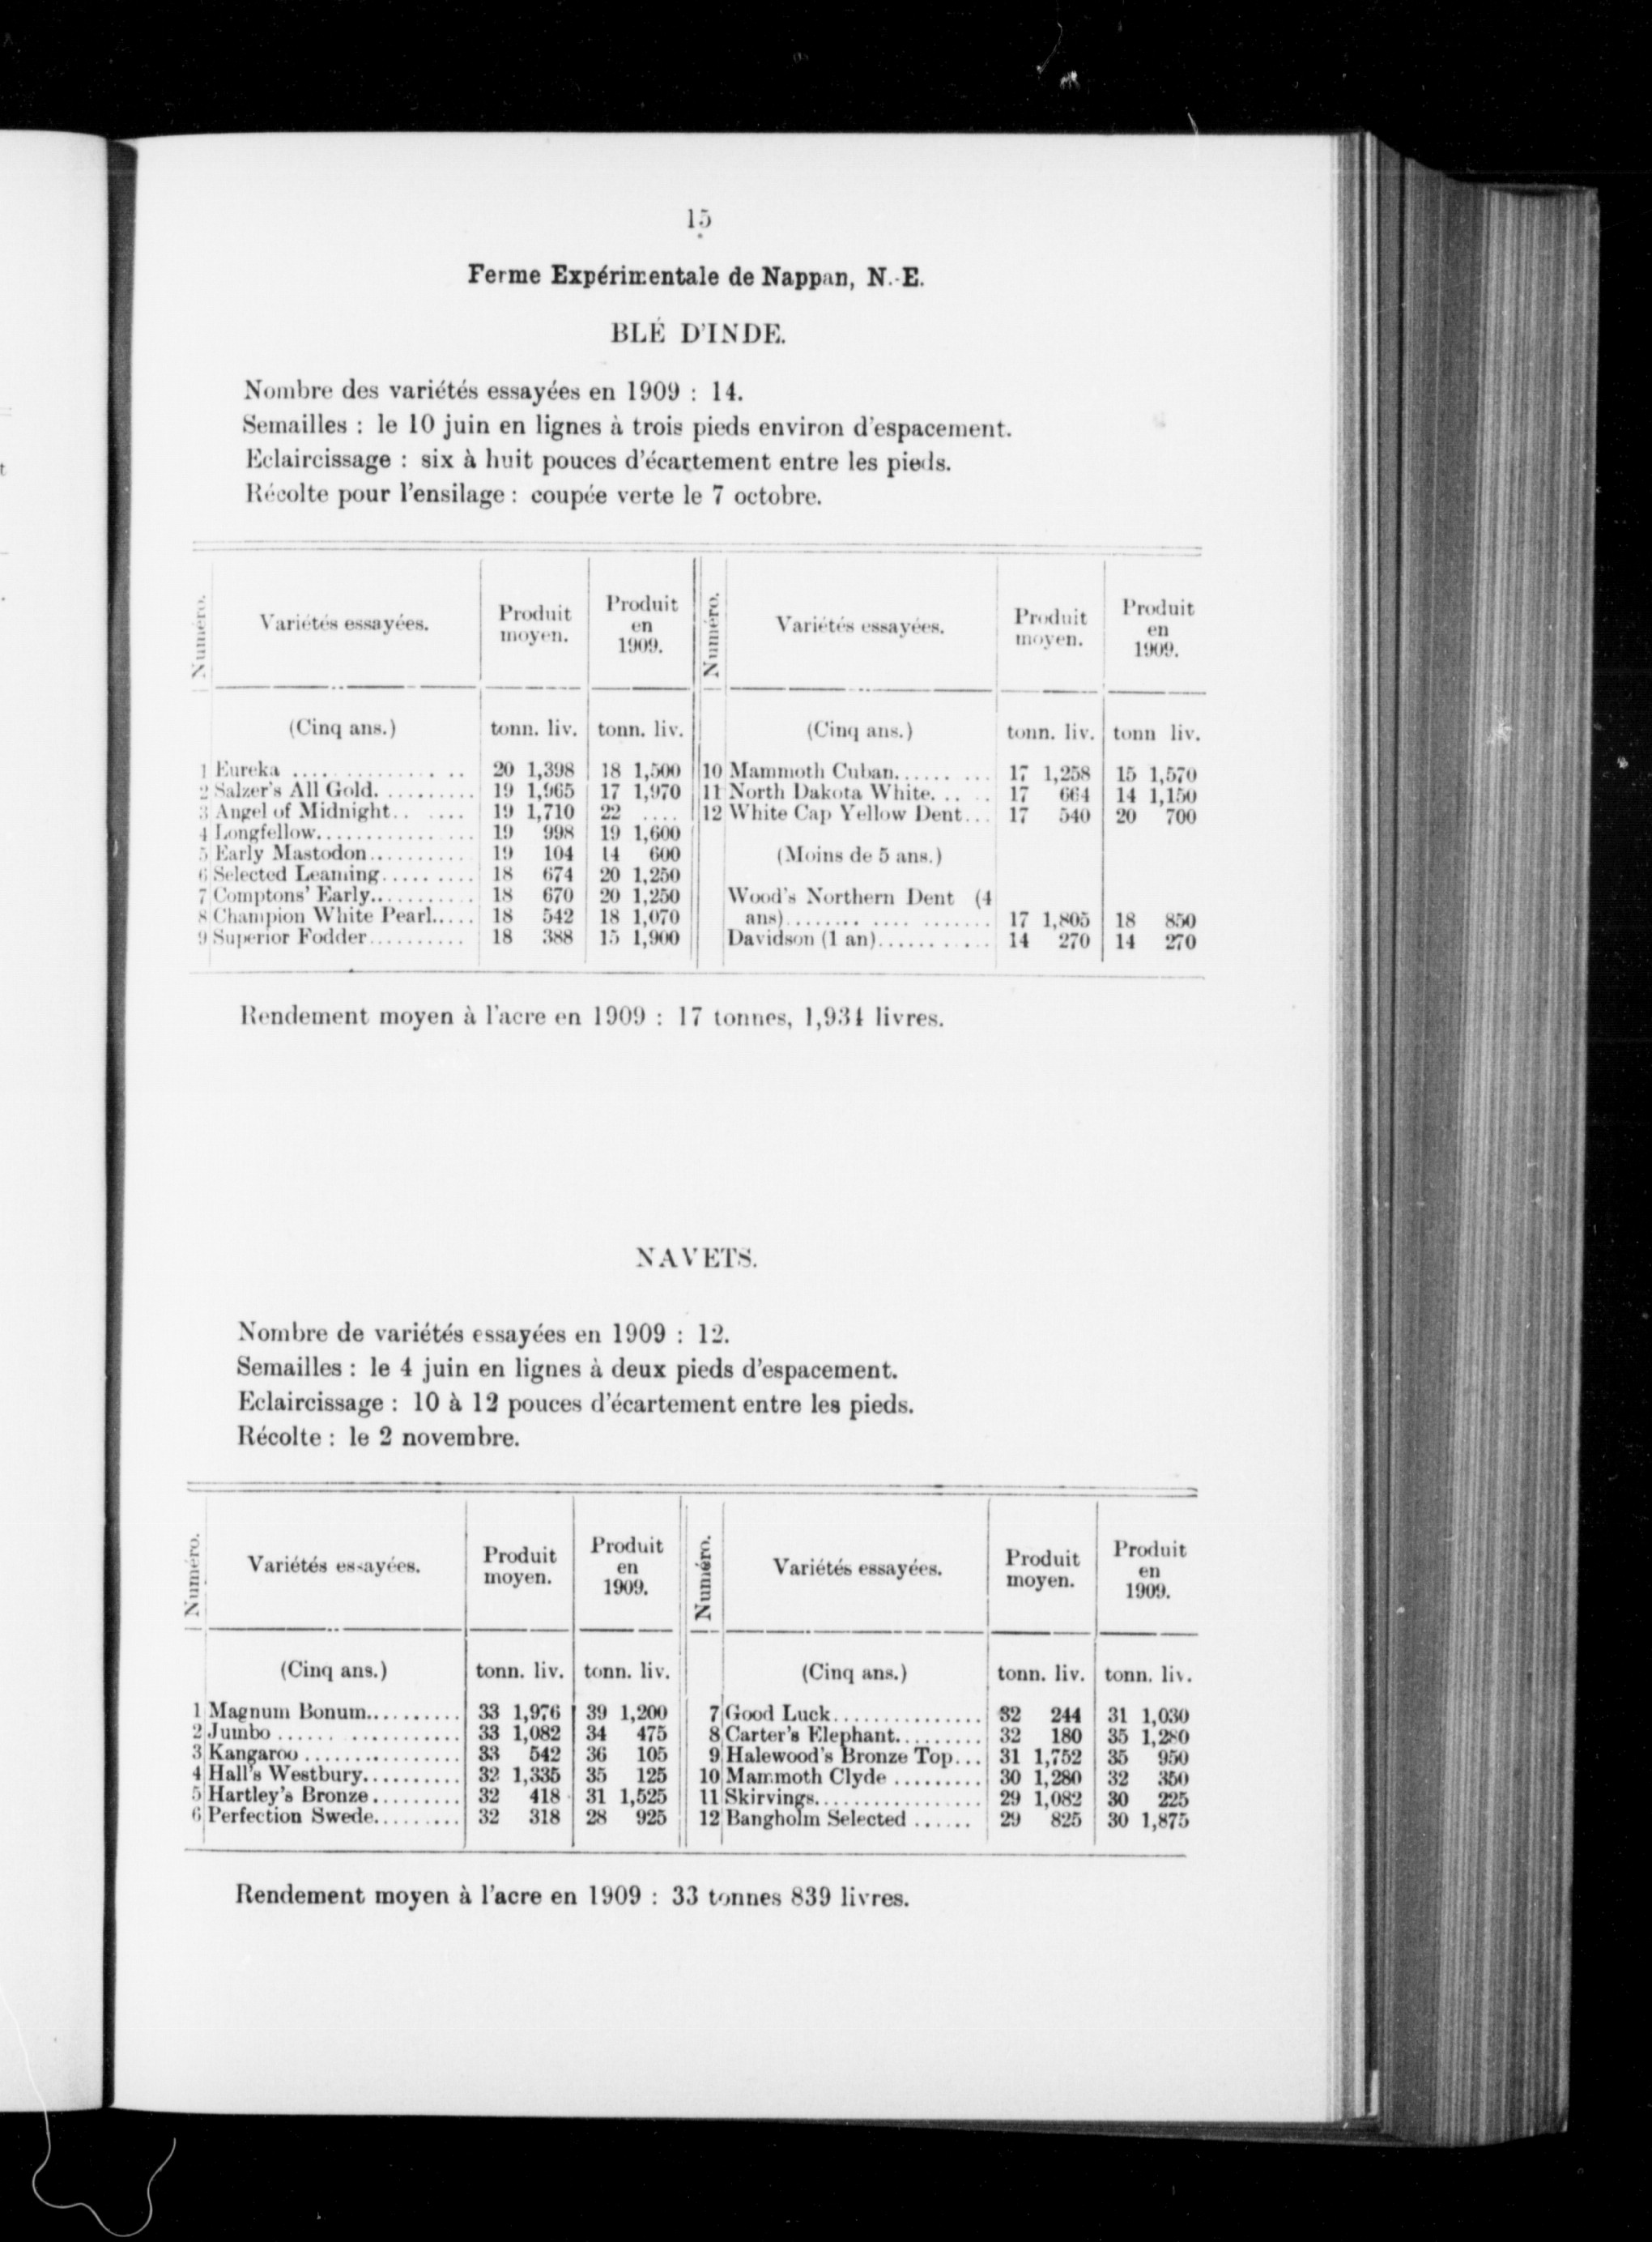 15
Ferme Expérimentale de Nappan, N.-E.
BLÉ D'INDE.
Nombre des variétés essayées en 1909 : 14.
Semailles : le 10 juin en lignes à trois pieds environ d'espacement.
Eclaircissage : six à huit pouces d'écartement entre les pieds.
Récolte pour l'ensilage : coupée verte le 7 octobre.
Numéro. Variétés essayées. Produit moyen. Produit en 1909. Numéro. Variétés essayées. Produit moyen. Produit en 1909.
(Cinq ans.) tonn. liv. tonn. liv. (Cinq ans.) tonn. liv. tonn liv.
1 Eureka ................ 20 1,398 18 1,500 10 Mammoth Cuban......... 17 1,258 15 1,570
2 Salzer's All Gold.......... 19 1,965 17 1,970 11 North Dakota White...... 17 664 14 1,150
3 Angel of Midnight....... 19 1,710 22 .... 12 White Cap Yellow Dent... 17 540 20 700
4 Longfellow............... 19 998 19 1,600
5 Early Mastodon.......... 19 104 14 600 (Moins de 5 ans.)
6 Selected Leaming......... 18 674 20 1,250
7 Comptons' Early.......... 18 670 20 1,250 Wood's Northern Dent (4
8 Champion White Pearl..... 18 542 18 1,070 ans).................... 17 1,805 18 850
9 Superior Fodder.......... 18 388 15 1,900 Davidson (1 an)........... 14 270 14 270
Rendement moyen à l'acre en 1909 : 17 tonnes, 1,934 livres.
NAVETS.
Nombre de variétés essayées en 1909 : 12.
Semailles : le 4 juin en lignes à deux pieds d'espacement.
Eclaircissage : 10 à 12 pouces d'écartement entre les pieds.
Récolte : le 2 novembre.
Numéro. Variétés essayées. Produit moyen. Produit en 1909. Numéro. Variétés essayées. Produit moyen. Produit en 1909.
(Cinq ans.) tonn. liv. tonn. liv. (Cinq ans.) tonn. liv. tonn. liv.
1 Magnum Bonum.......... 33 1,976 39 1,200 7 Good Luck............... 32 244 31 1,030
2 Jumbo .................. 33 1,082 34 475 8 Carter's Elephant......... 32 180 35 1,280
3 Kangaroo ............... 33 542 36 105 9 Halewood's Bronze Top... 31 1,752 35 950
4 Hall's Westbury.......... 32 1,335 35 125 10 Mammoth Clyde ......... 30 1,280 32 350
5 Hartley's Bronze ......... 32 418 31 1,525 11 Skirvings................. 29 1,082 30 225
6 Perfection Swede......... 32 318 28 925 12 Bangholm Selected ...... 29 825 30 1,875
Rendement moyen à l'acre en 1909 : 33 tonnes 839 livres.